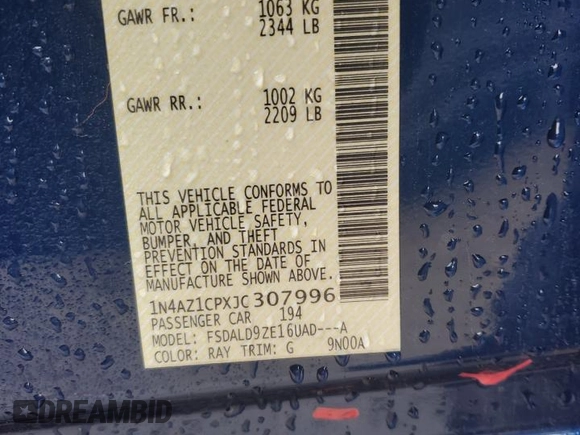 GAWR FR.: 1063 KG
2344 LB
GAWR RR.: 1002 KG
2209 LB
THIS VEHICLE CONFORMS TO
ALL APPLICABLE FEDERAL
MOTOR VEHICLE SAFETY,
BUMPER, AND THEFT
PREVENTION STANDARDS IN
EFFECT ON THE DATE OF
MANUFACTURE SHOWN ABOVE.
1N4AZ1CPXJC307996
PASSENGER CAR 194
MODEL: FSDALD9ZE16UAD---A
COLOR: RAY TRIM: G 9N00A
DREAMBID